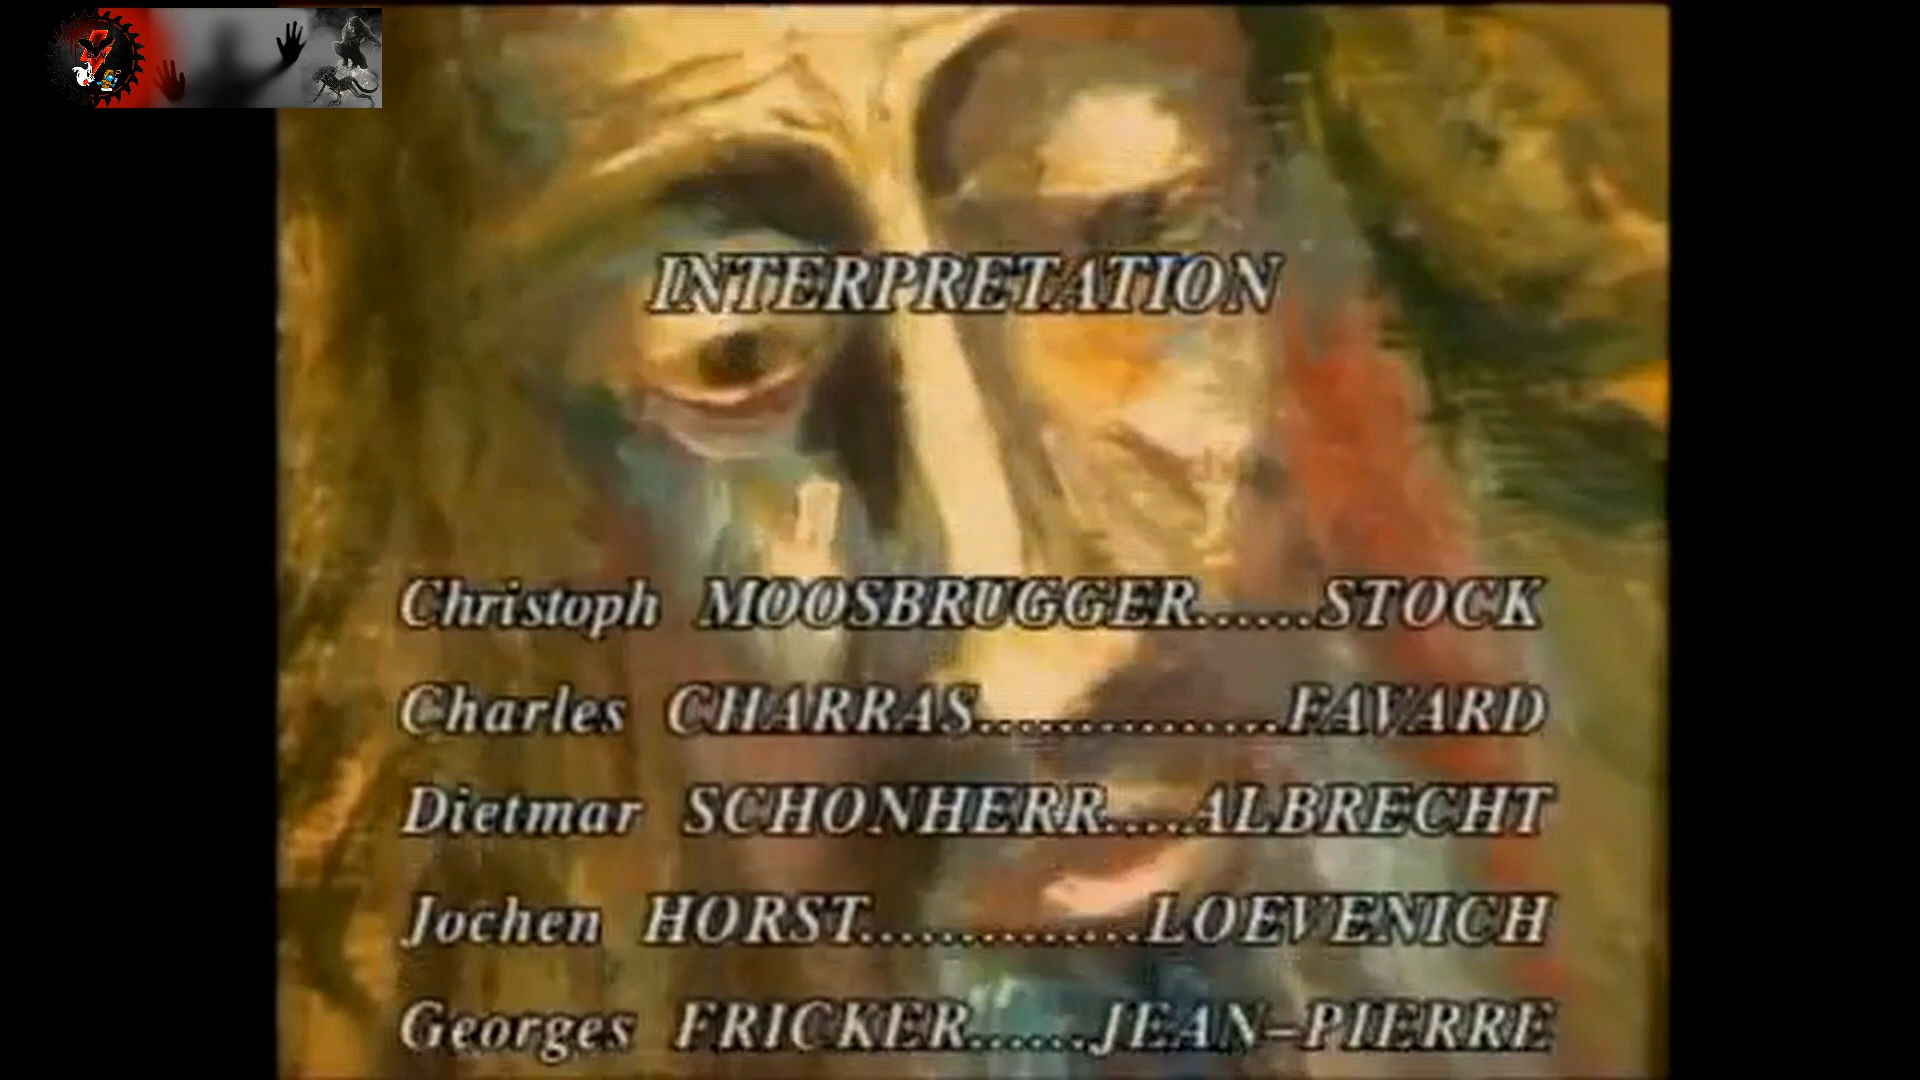 INTERPRETATION
Christoph MOOSBRUGGER......STOCK
Charles CHARRAS................FAVARD
Dietmar SCHONHERR.....ALBRECHT
Jochen HORST...............LOEVENICH
Georges FRICKER......JEAN-PIERRE